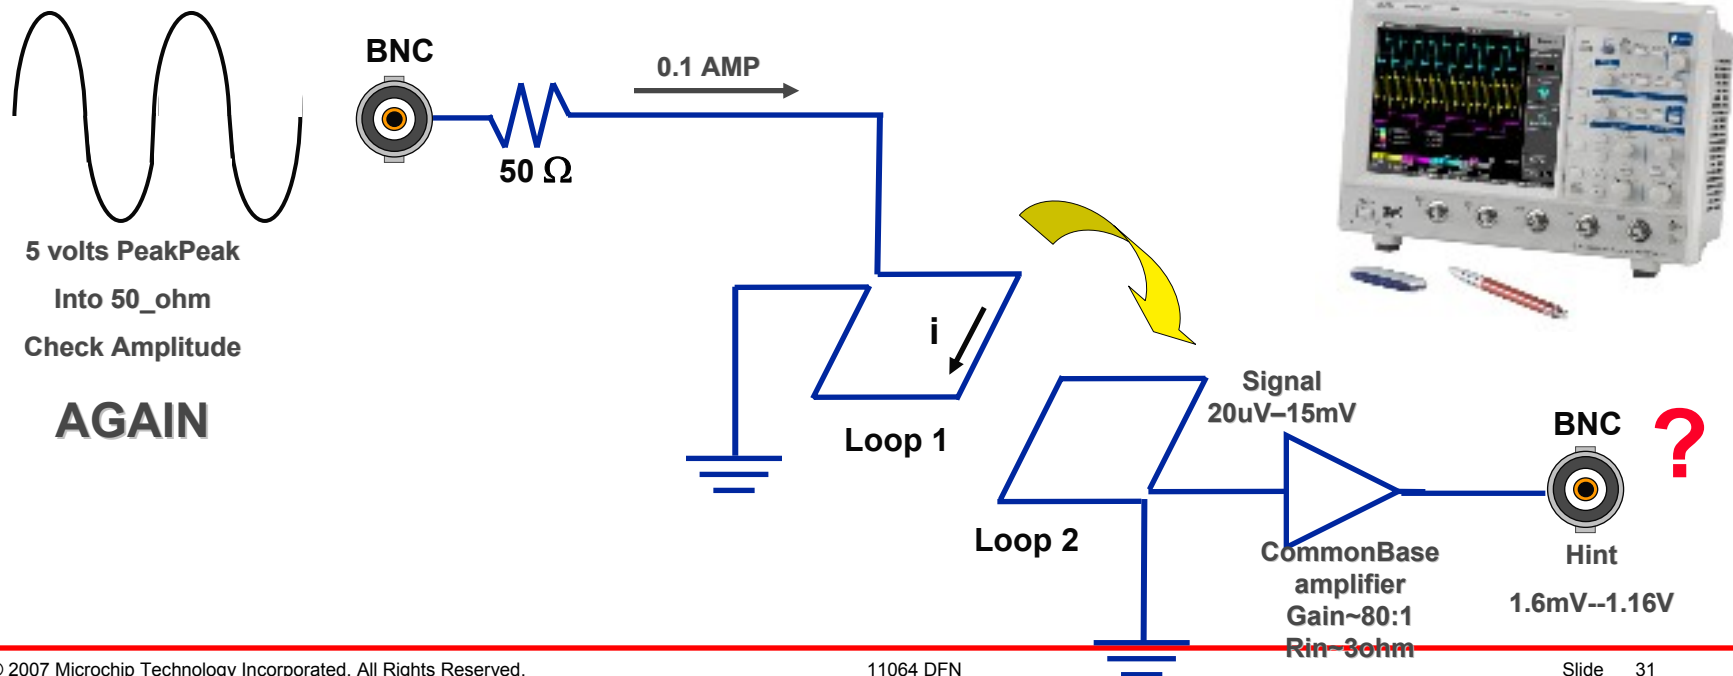 BNC
0.1 AMP
50 Ω
5 volts PeakPeak
Into 50_ohm
Check Amplitude
AGAIN
i
Loop 1
Loop 2
Signal
20uV–15mV
CommonBase
amplifier
Gain~80:1
Rin~3ohm
BNC
?
Hint
1.6mV--1.16V
© 2007 Microchip Technology Incorporated. All Rights Reserved.
11064 DFN
Slide 31